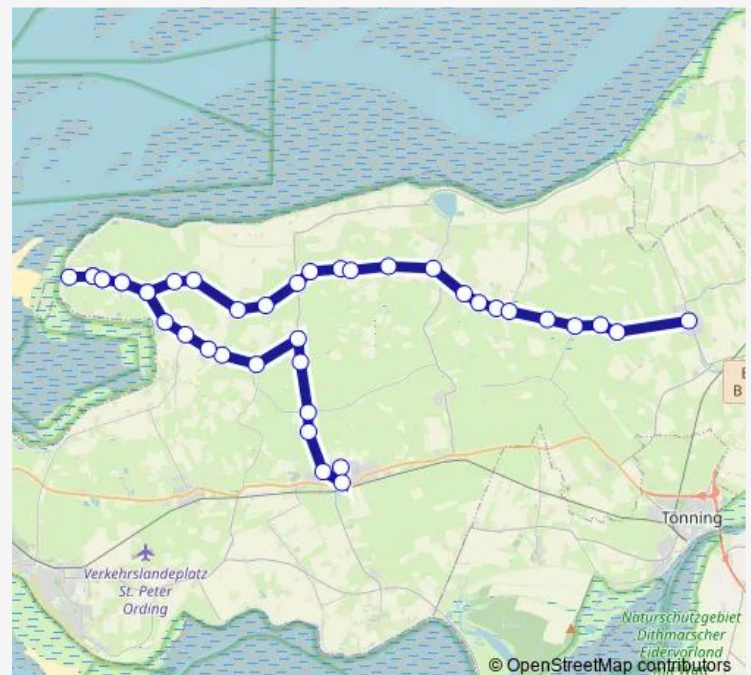 E
B
Tönning
Verkehrslandeplatz
St. Peter
Ording
Naturschutzgebiet
Dithmarscher
Eidervorland
© OpenStreetMap contributors